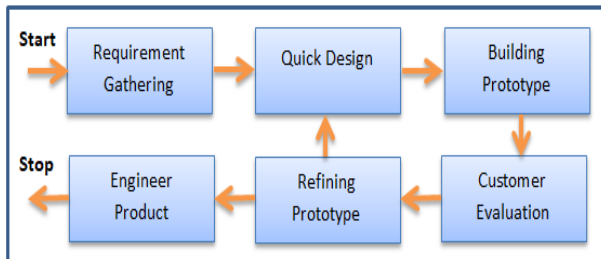 Start
Requirement
Gathering
Quick Design
Building
Prototype
Stop
Engineer
Product
Refining
Prototype
Customer
Evaluation